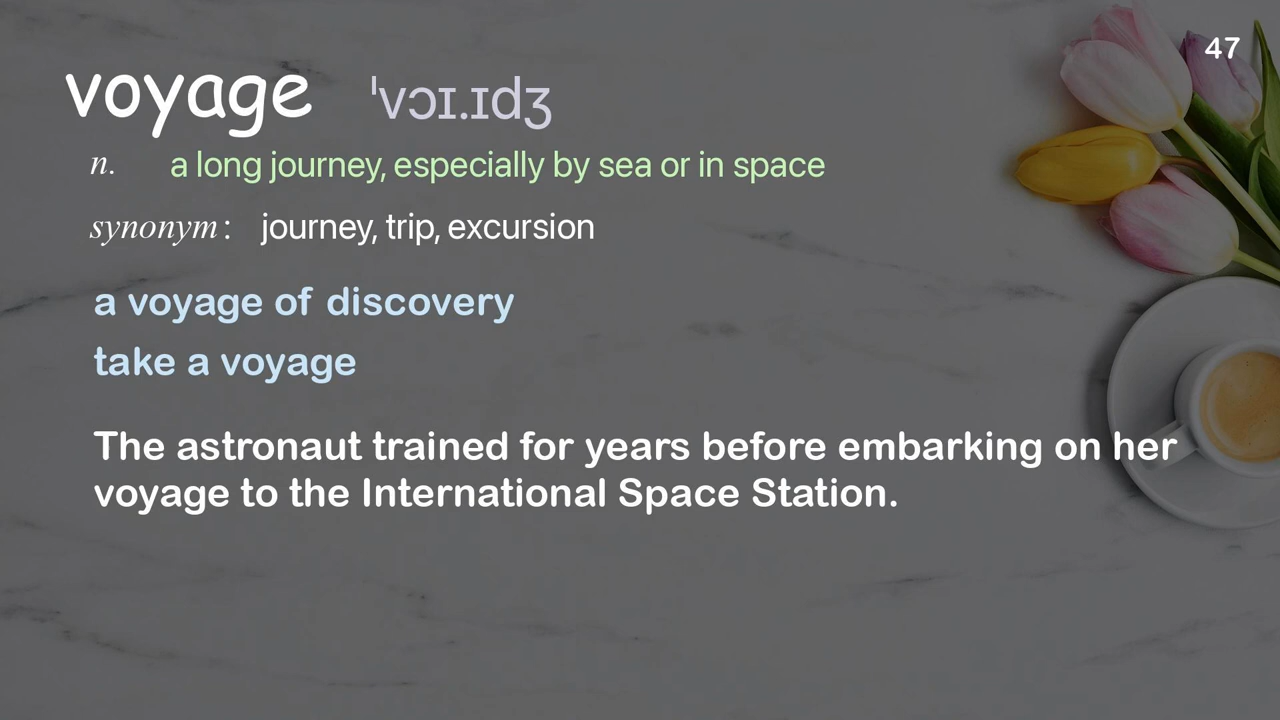 47
voyage ˈvɔɪ.ɪdʒ
n. a long journey, especially by sea or in space
synonym: journey, trip, excursion
a voyage of discovery
take a voyage
The astronaut trained for years before embarking on her
voyage to the International Space Station.